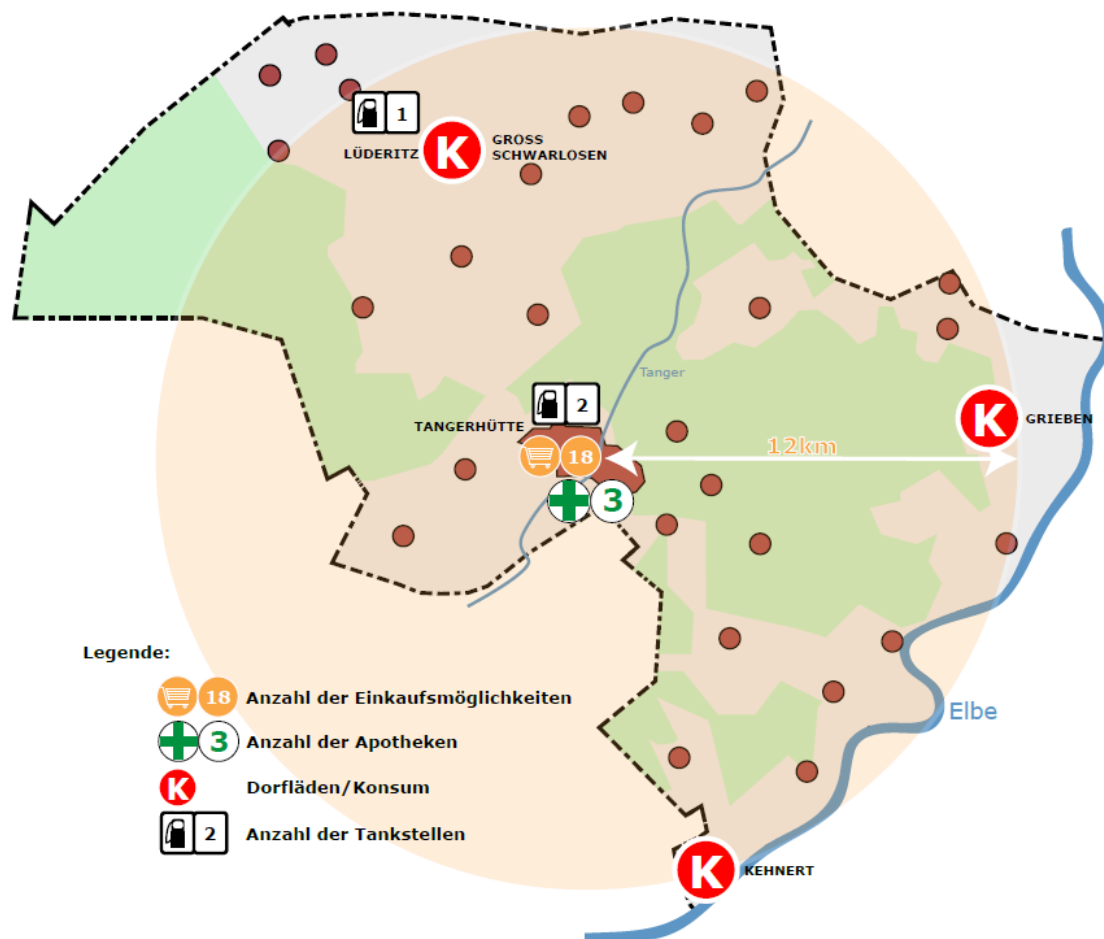 1
LÜDERITZ
K
GROSS
SCHWARLOSEN
Tanger
2
TANGERHÜTTE
18
3
12km
K
GRIEBEN
Legende:
18 Anzahl der Einkaufsmöglichkeiten
3 Anzahl der Apotheken
K Dorfläden/Konsum
2 Anzahl der Tankstellen
Elbe
K
KEHNERT